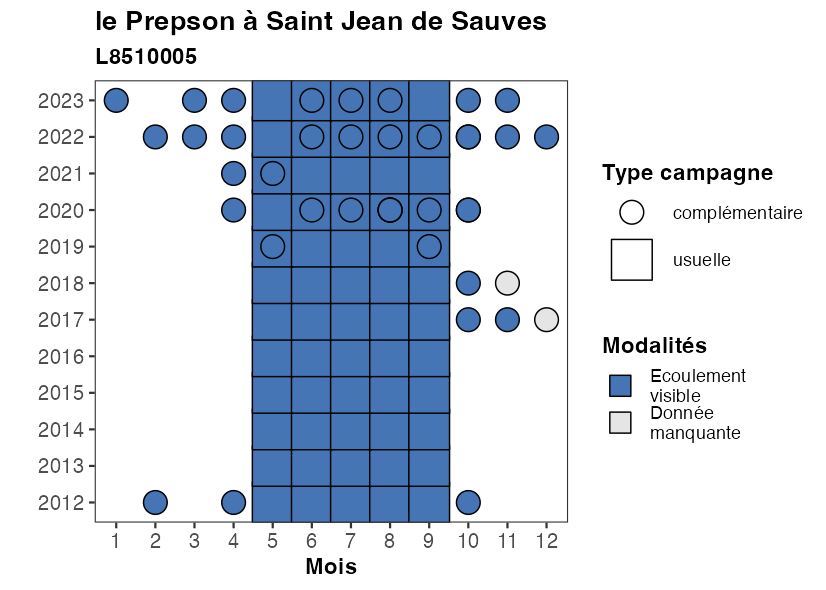 le Prepson à Saint Jean de Sauves
L8510005
2023
2022
2021
2020
2019
2018
2017
2016
2015
2014
2013
2012
1 2 3 4 5 6 7 8 9 10 11 12
Mois
Type campagne
complémentaire
usuelle
Modalités
Ecoulement
visible
Donnée
manquante